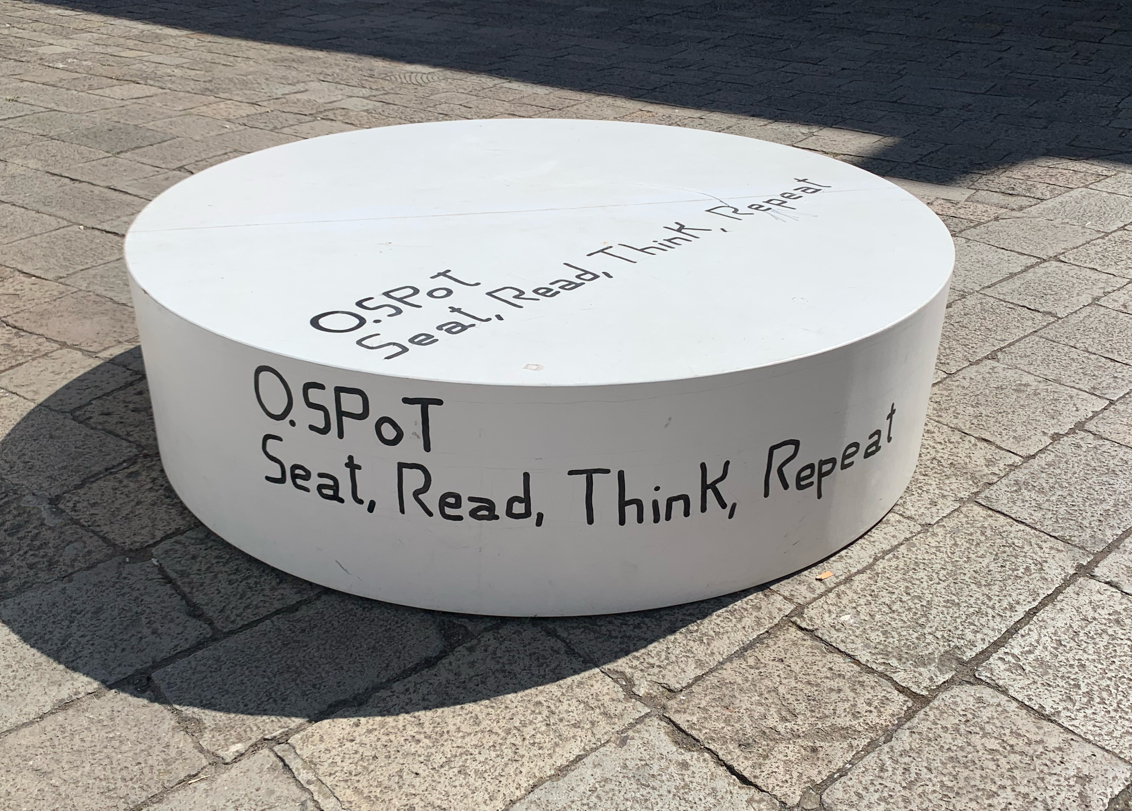 O.SPoT
Seat, Read, Think, Repeat
O.SPoT
Seat, Read, Think, Repeat